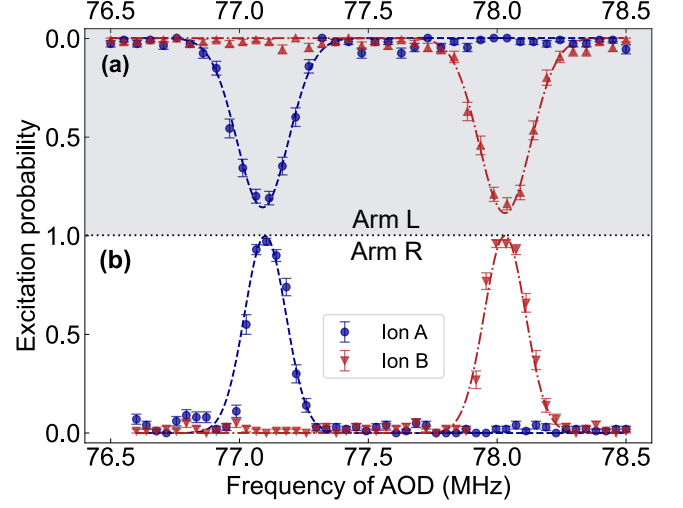 76.5 77.0 77.5 78.0 78.5
0.0
(a)
0.5
Excitation probability
Arm L
1.0
Arm R
(b)
0.5
Ion A
Ion B
0.0
76.5 77.0 77.5 78.0 78.5
Frequency of AOD (MHz)